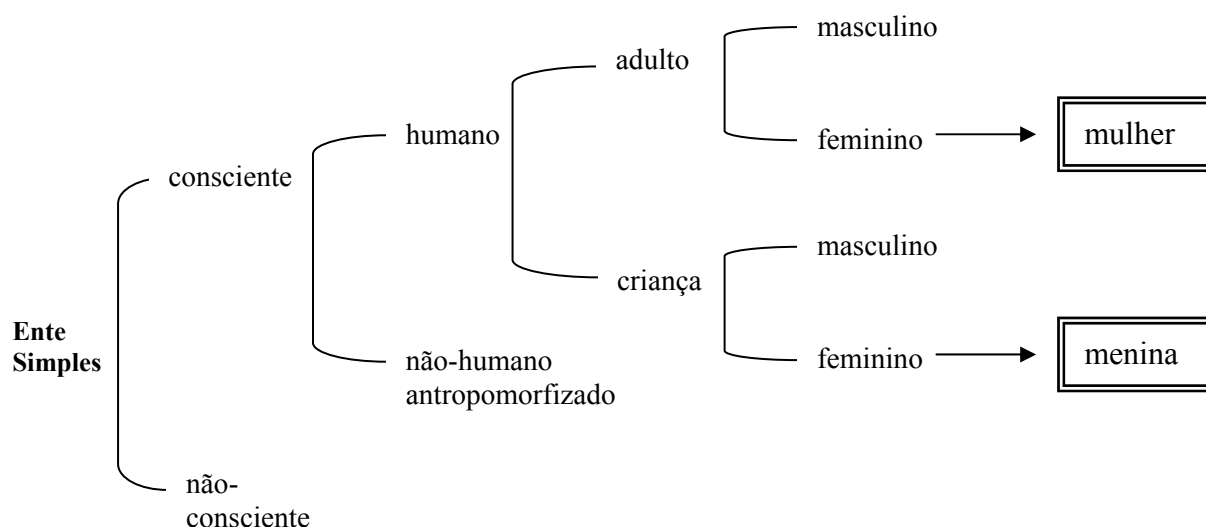 masculino
adulto
humano
feminino
mulher
consciente
masculino
criança
Ente
Simples
não-humano
antropomorfizado
feminino
menina
não-
consciente